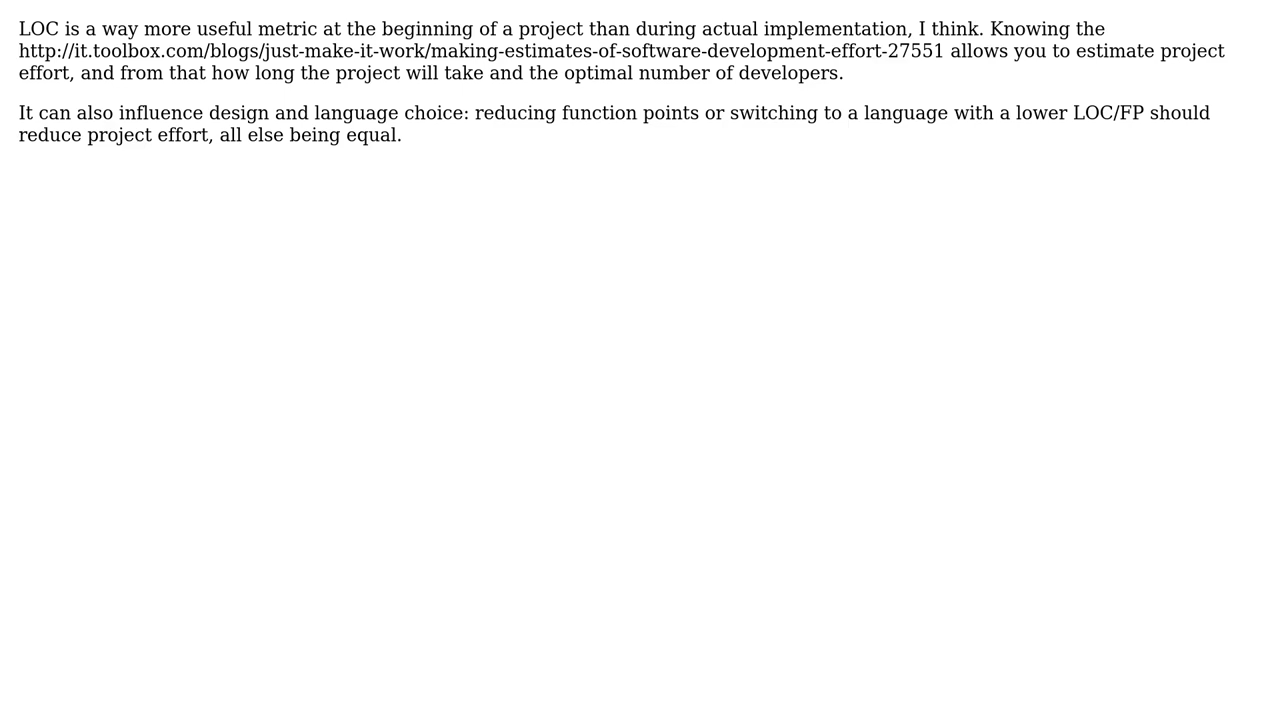 LOC is a way more useful metric at the beginning of a project than during actual implementation, I think. Knowing the
http://it.toolbox.com/blogs/just-make-it-work/making-estimates-of-software-development-effort-27551 allows you to estimate project
effort, and from that how long the project will take and the optimal number of developers.
It can also influence design and language choice: reducing function points or switching to a language with a lower LOC/FP should
reduce project effort, all else being equal.